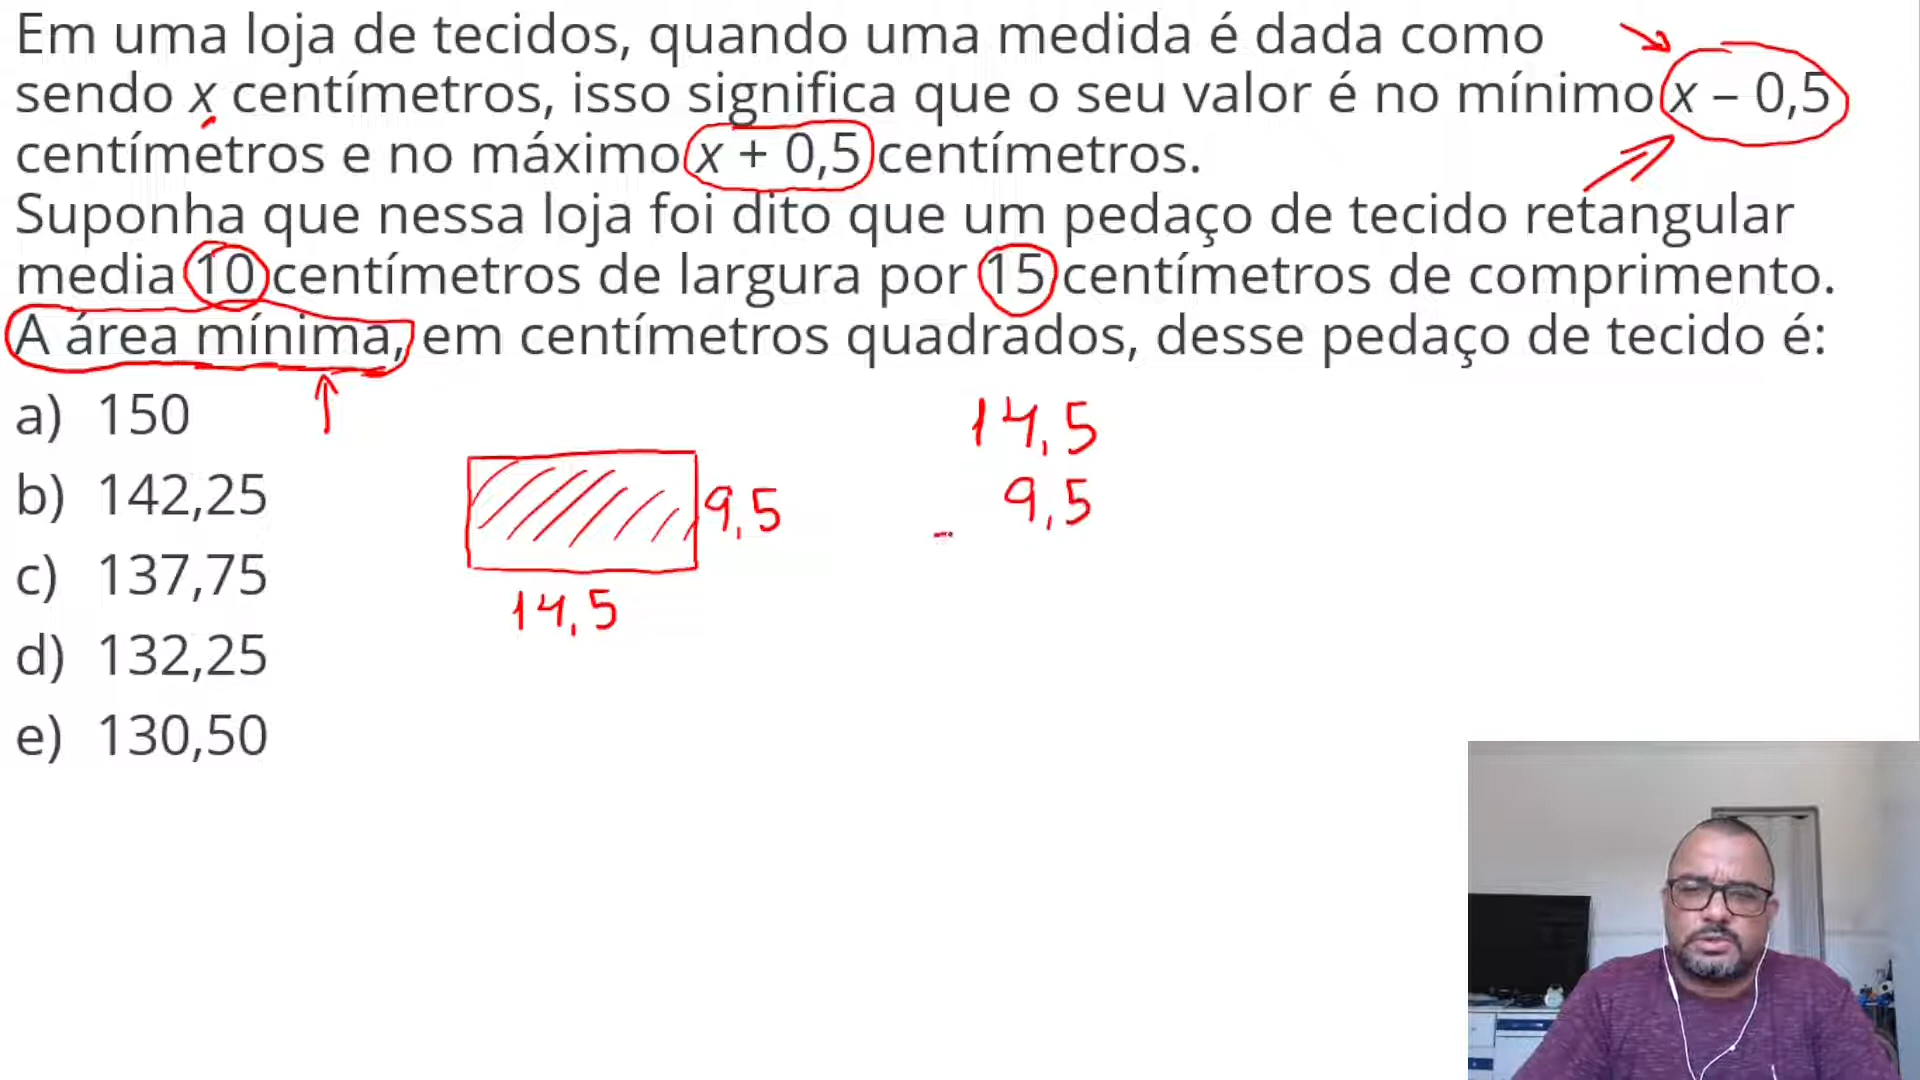 Em uma loja de tecidos, quando uma medida é dada como
sendo x centímetros, isso significa que o seu valor é no mínimo x – 0,5
centímetros e no máximo x + 0,5 centímetros.
Suponha que nessa loja foi dito que um pedaço de tecido retangular
media 10 centímetros de largura por 15 centímetros de comprimento.
A área mínima, em centímetros quadrados, desse pedaço de tecido é:
a) 150
b) 142,25
c) 137,75
d) 132,25
e) 130,50
9,5
14,5
14,5
9,5